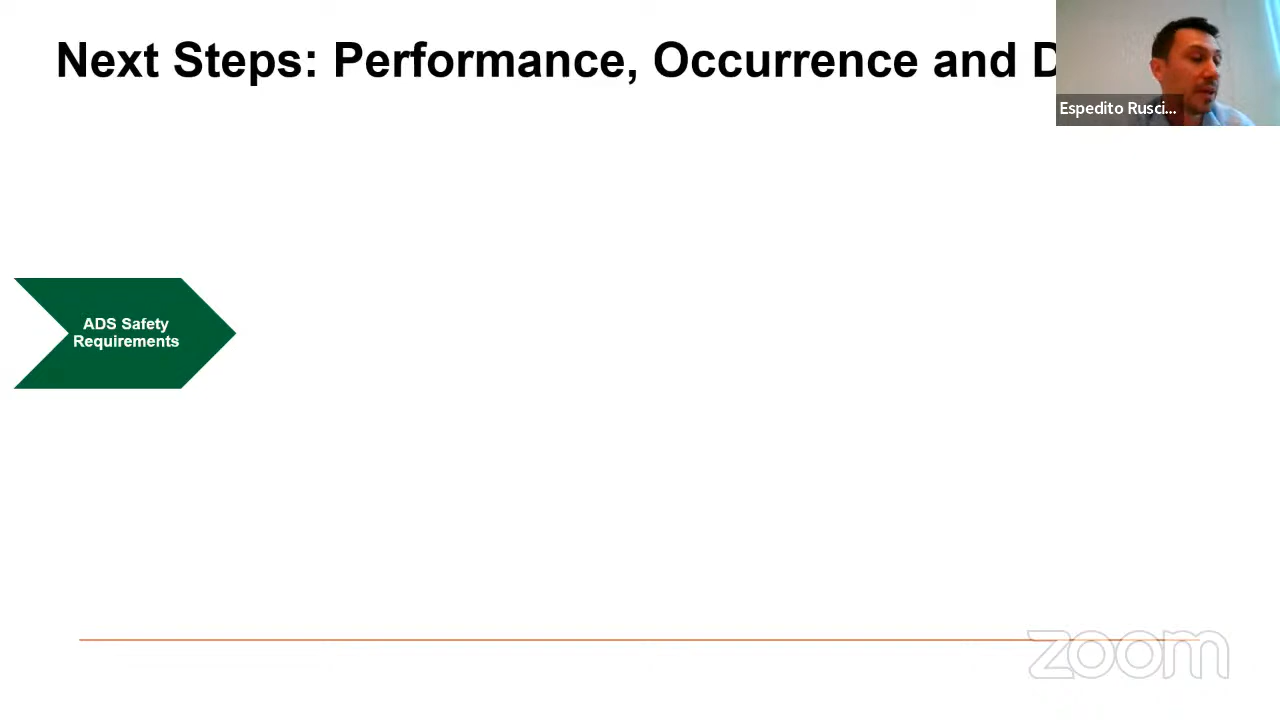 Next Steps: Performance, Occurrence and D
Espedito Rusci...
ADS Safety
Requirements
zoom